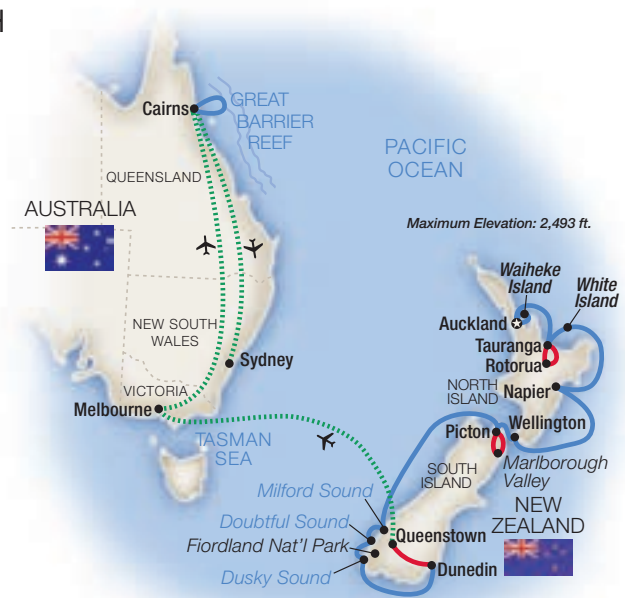 Cairns
GREAT
BARRIER
REEF
PACIFIC
OCEAN
QUEENSLAND
AUSTRALIA
Maximum Elevation: 2,493 ft.
Waiheke
Island
White
Island
Auckland
Tauranga
Rotorua
NEW SOUTH
WALES
Sydney
NORTH
ISLAND
Napier
VICTORIA
Melbourne
TASMAN
SEA
Picton
Wellington
SOUTH
ISLAND
Marlborough
Valley
Milford Sound
Doubtful Sound
Fiordland Nat'l Park
Dusky Sound
Queenstown
NEW
ZEALAND
Dunedin